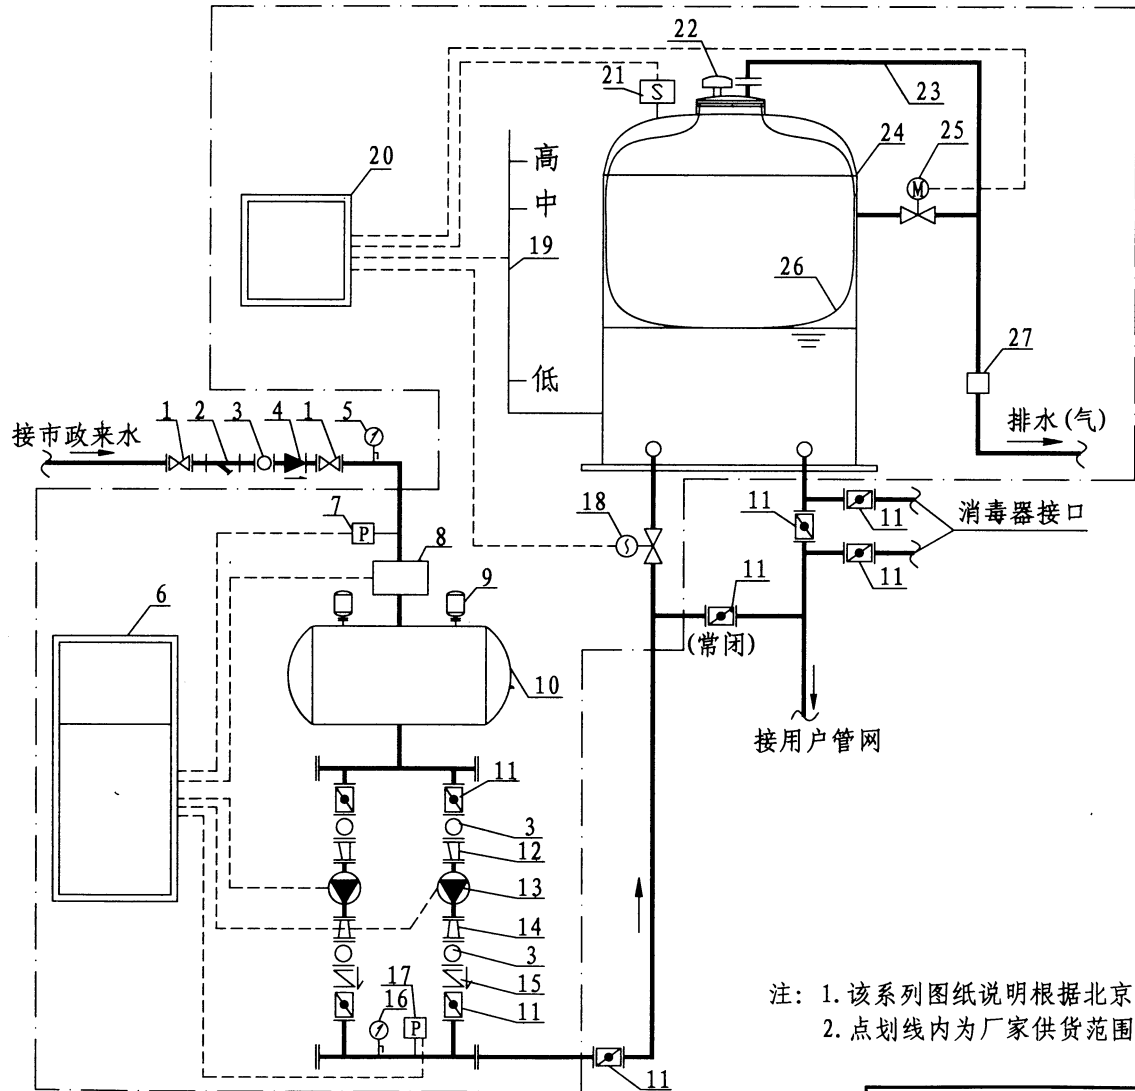 22
21
S
23
24
25
M
20
高
中
19
26
低
27
排水(气)
接市政来水
1
2
3
4
1
5
消毒器接口
11
11
11
18
S
7
P
8
9
11
(常闭)
6
10
接用户管网
11
3
12
13
14
3
15
17
16
P
11
11
注: 1.该系列图纸说明根据北京
2.点划线内为厂家供货范围